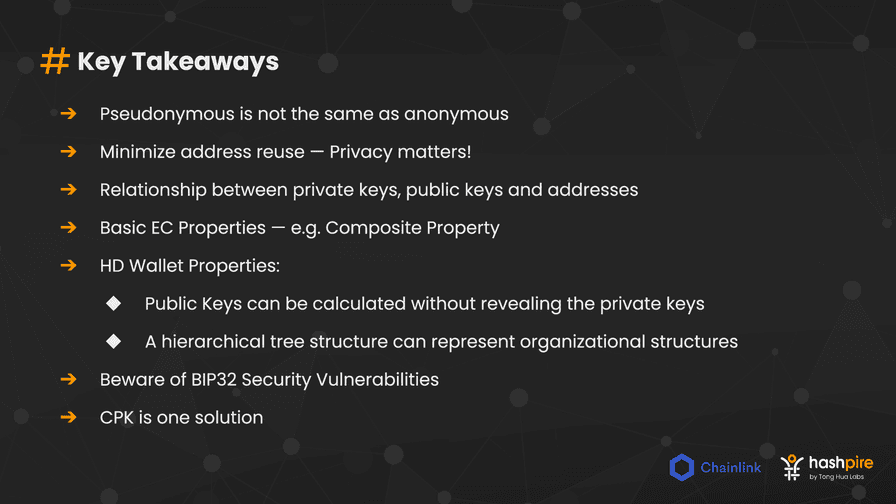 # Key Takeaways
➔ Pseudonymous is not the same as anonymous
➔ Minimize address reuse — Privacy matters!
➔ Relationship between private keys, public keys and addresses
➔ Basic EC Properties — e.g. Composite Property
➔ HD Wallet Properties:
◆ Public Keys can be calculated without revealing the private keys
◆ A hierarchical tree structure can represent organizational structures
➔ Beware of BIP32 Security Vulnerabilities
➔ CPK is one solution
Chainlink
hashpire
by Tong Hua Labs